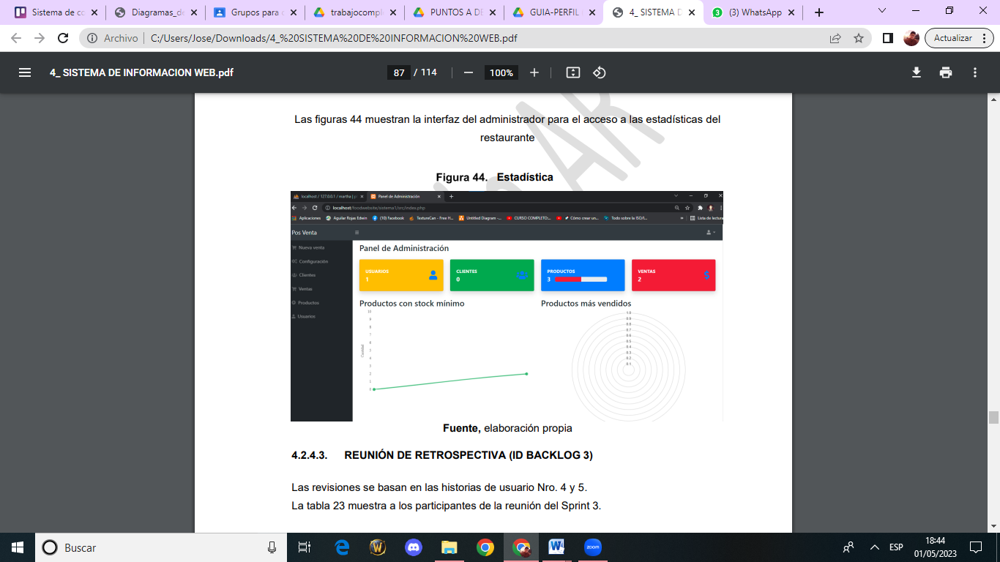 Sistema de co
Diagramas_de
Grupos para c
trabajocompl
PUNTOS A DE
GUIA-PERFIL
4_ SISTEMA D
(3) WhatsApp
Archivo
C:/Users/Jose/Downloads/4_%20SISTEMA%20DE%20INFORMACION%20WEB.pdf
Actualizar
4_ SISTEMA DE INFORMACION WEB.pdf
87 / 114
100%
Las figuras 44 muestran la interfaz del administrador para el acceso a las estadísticas del
restaurante
Figura 44. Estadística
localhost / 127.0.0.1 / martha | p
Panel de Administración
localhost/foodwebsite/sistema1/src/index.php
Aplicaciones
Aguilar Rojas Edwin
(10) Facebook
TextureCan - Free H...
Untitled Diagram -...
CURSO COMPLETO:...
Cómo crear un...
Todo sobre la ISO/I...
»
Lista de lectura
Pos Venta
Nueva venta
Configuración
Clientes
Ventas
Productos
Usuarios
Panel de Administración
USUARIOS
1
CLIENTES
0
PRODUCTOS
3
VENTAS
2
Productos con stock mínimo
10
9
8
7
6
5
4
3
2
1
0
Cantidad
Productos más vendidos
1.0
0.9
0.8
0.7
0.6
0.5
0.4
0.3
0.2
0.1
Fuente, elaboración propia
4.2.4.3. REUNIÓN DE RETROSPECTIVA (ID BACKLOG 3)
Las revisiones se basan en las historias de usuario Nro. 4 y 5.
La tabla 23 muestra a los participantes de la reunión del Sprint 3.
Buscar
zoom
ESP
18:44
01/05/2023